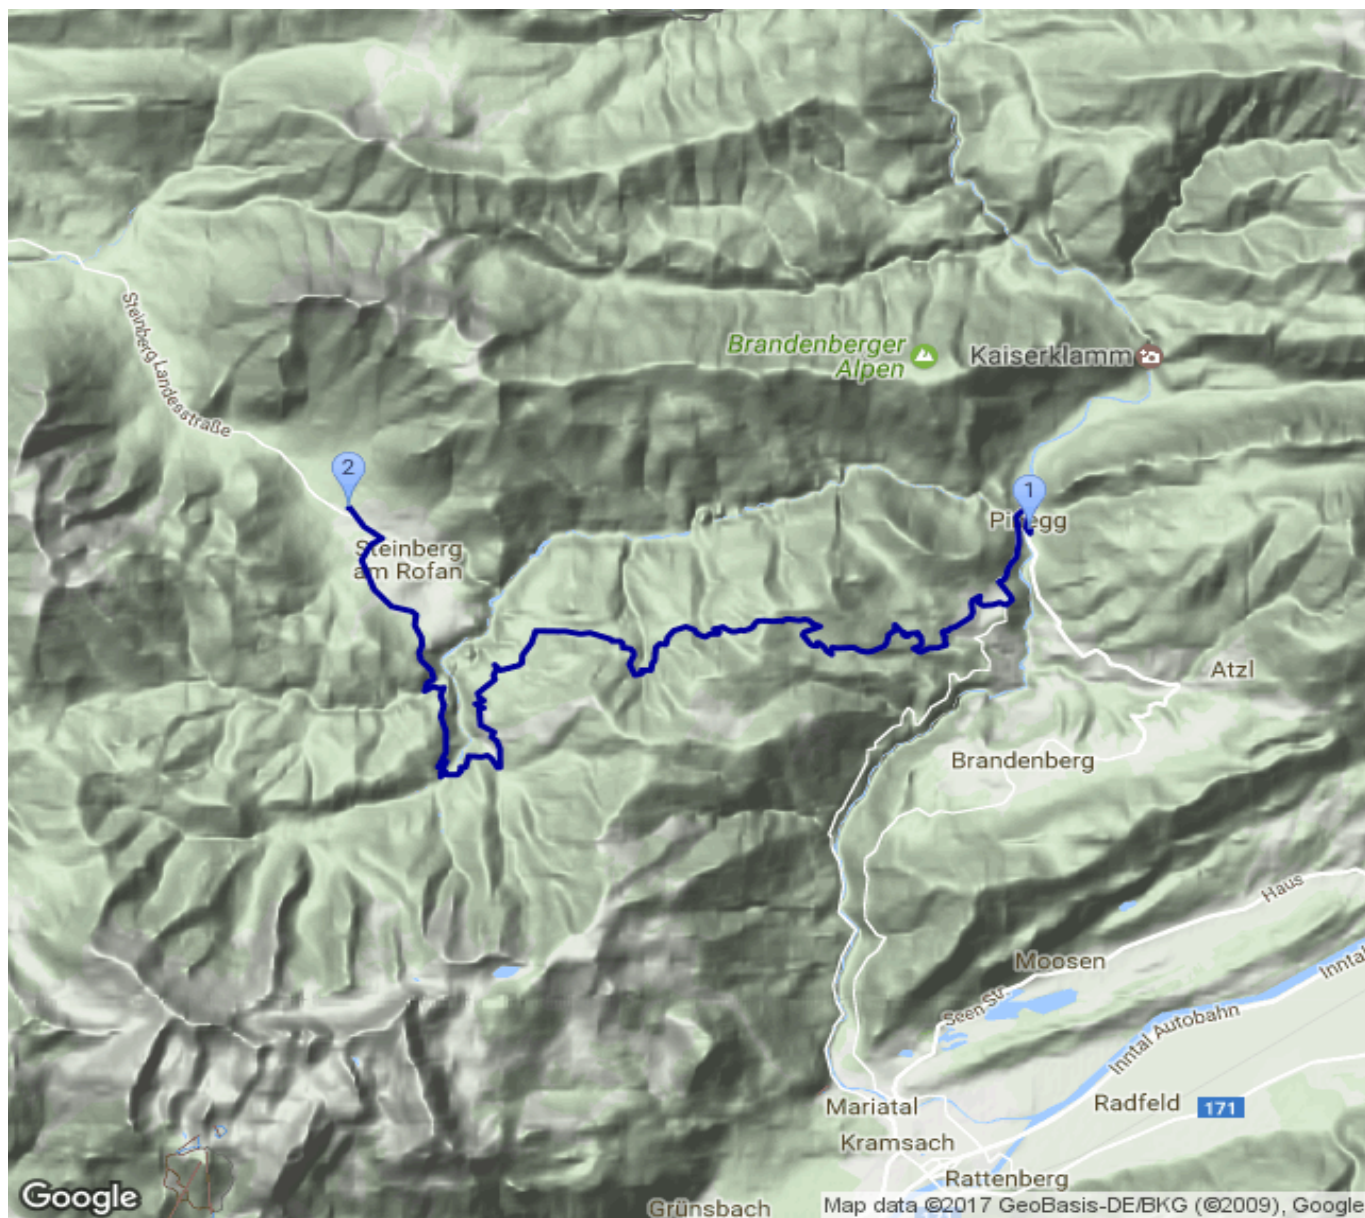 Brandenberger
Alpen
Kaiserklamm
Steinberg Landesstraße
2
1
Steinberg
am Rofan
Atzl
Brandenberg
Haus
Moosen
Seen Str.
Inntal
Inntal Autobahn
Mariatal
Radfeld
171
Kramsach
Rattenberg
Grünsbach
Google
Map data ©2017 GeoBasis-DE/BKG (©2009), Google